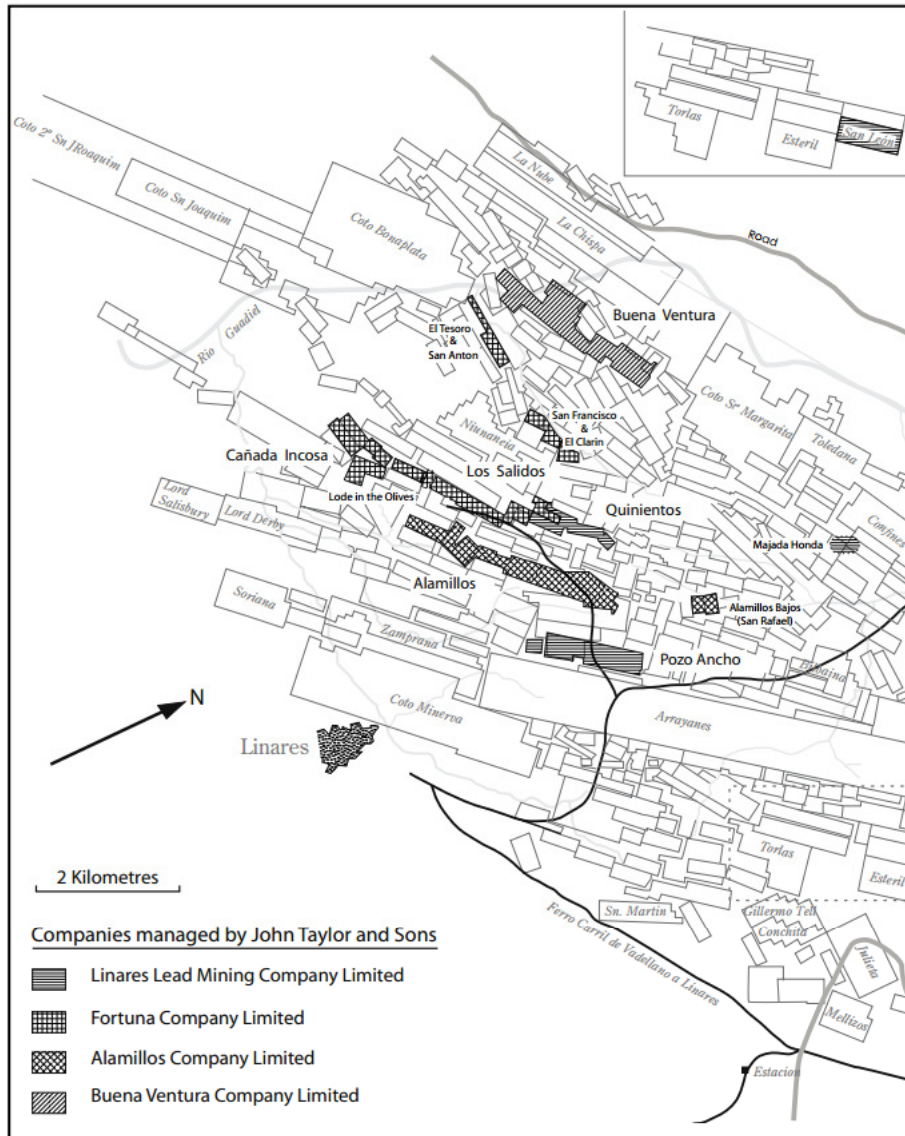 Torlas
Esteril
San León
Coto 2º Sn JRoaquim
Coto Sn Joaquim
Coto Bonaplata
La Nube
La Chispa
Road
Rio Guadiel
El Tesoro
&
San Anton
Buena Ventura
Coto Sª Margarita
Toledana
Confines
San Francisco
&
El Clarin
Cañada Incosa
Los Salidos
Lode in the Olives
Quinientos
Majada Honda
Lord
Salisbury
Lord Derby
Alamillos
Alamillos Bajos
(San Rafael)
Soriana
Zamprana
Pozo Ancho
Coto Minerva
Arrayanes
N
Linares
2 Kilometres
Torlas
Esteril
Sn. Martin
Gillermo Tell
Conchita
Julieta
Mellizos
Ferro Carril de Vadellano a Linares
Estacion
Companies managed by John Taylor and Sons
Linares Lead Mining Company Limited
Fortuna Company Limited
Alamillos Company Limited
Buena Ventura Company Limited